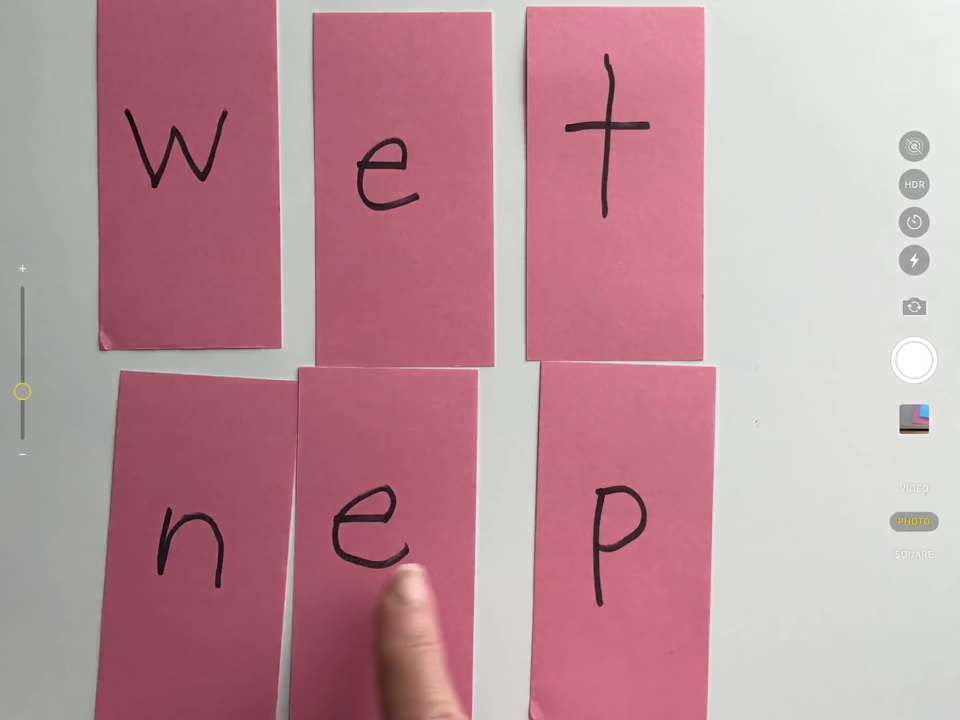 w e t
n e p
HDR
VIDEO
PHOTO
SQUARE